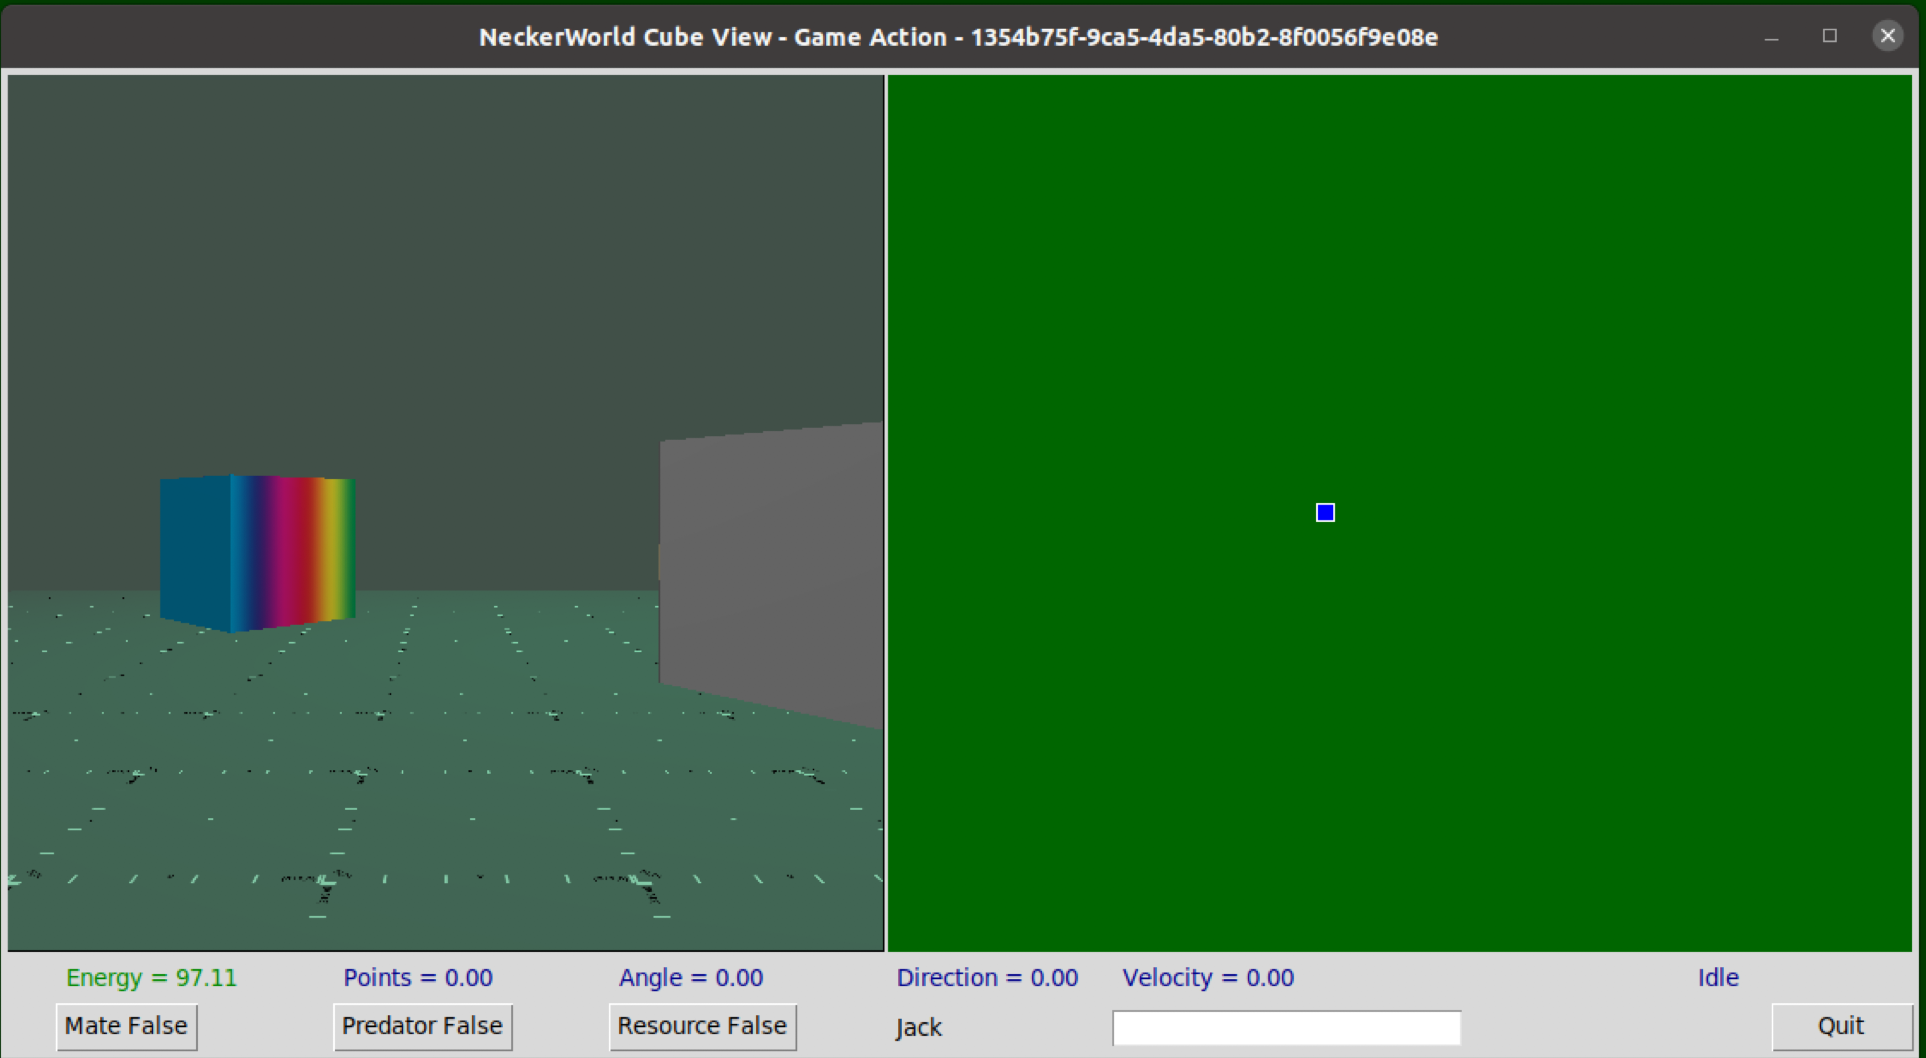 NeckerWorld Cube View - Game Action - 1354b75f-9ca5-4da5-80b2-8f0056f9e08e
Energy = 97.11 Points = 0.00 Angle = 0.00 Direction = 0.00 Velocity = 0.00 Idle
Mate False Predator False Resource False Jack Quit